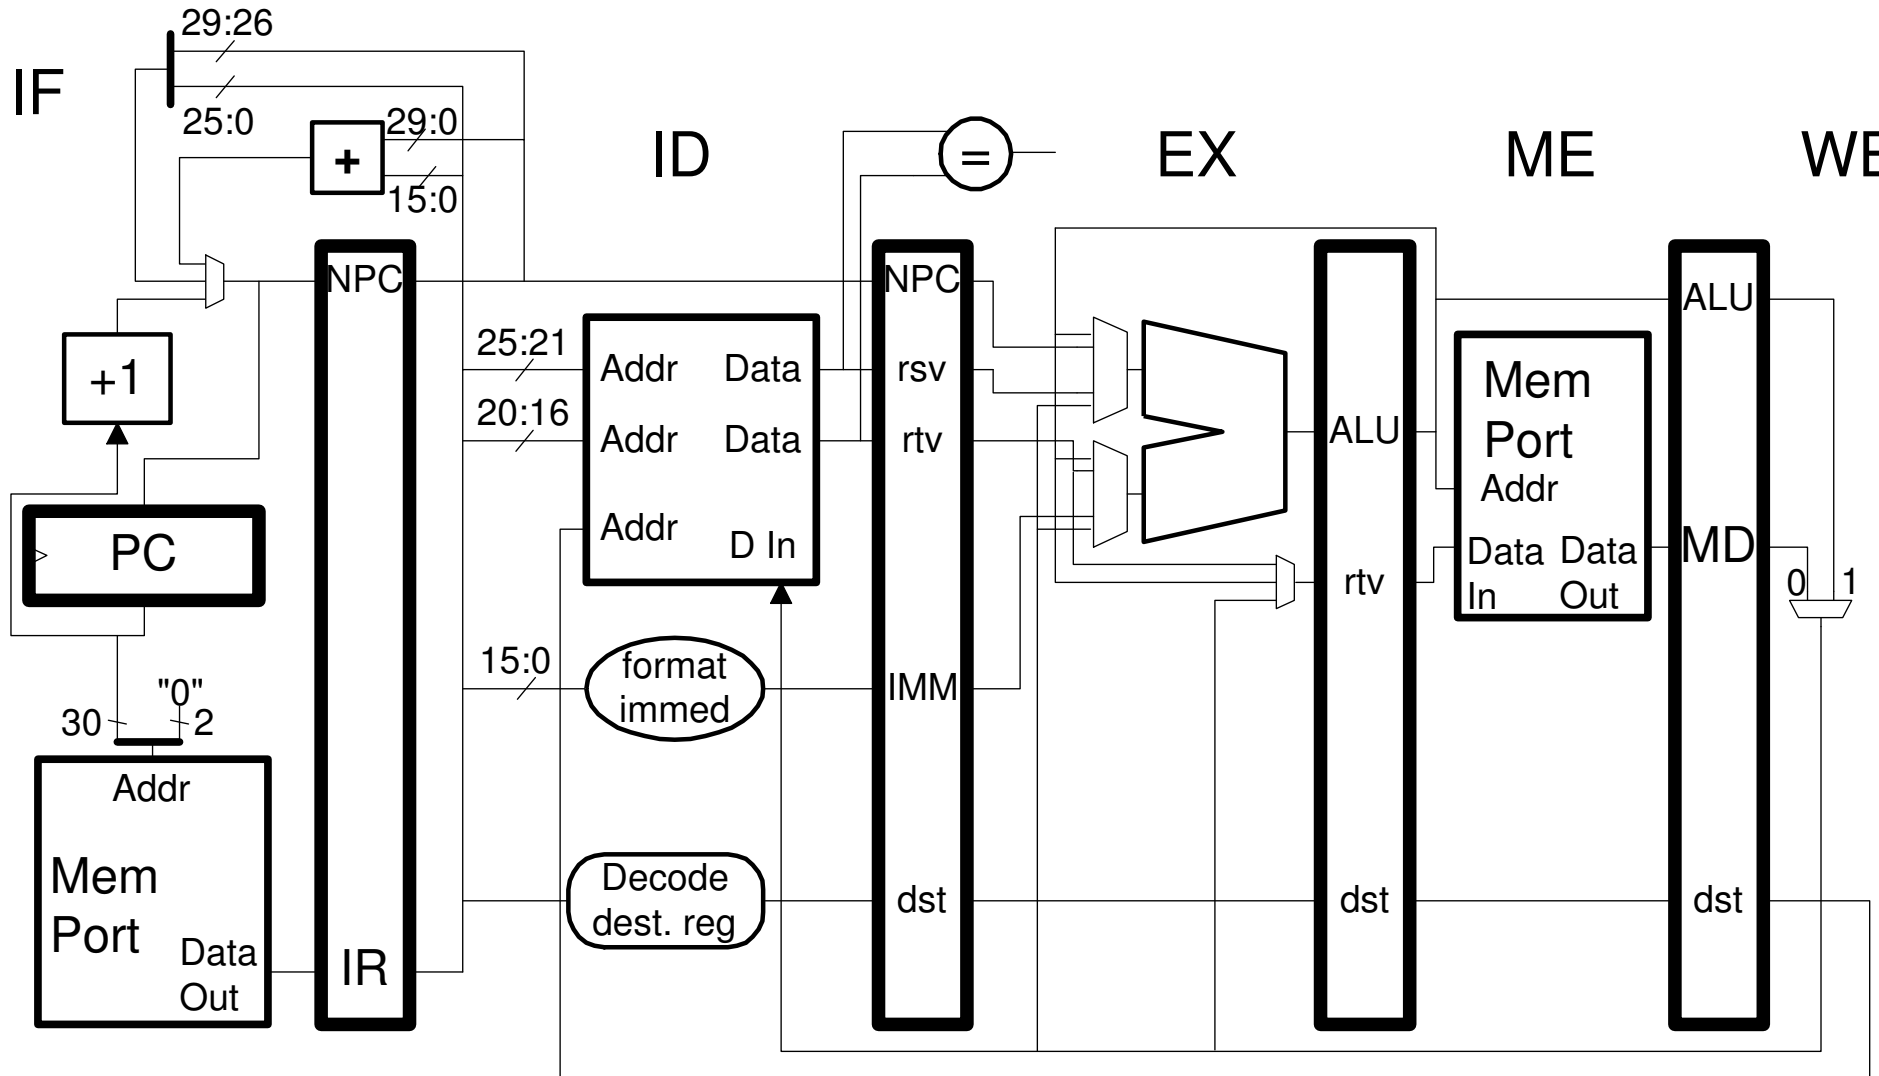 29:26
IF
25:0
29:0
+
15:0
ID
=
EX
ME
WE
NPC
NPC
ALU
+1
25:21
Addr
Data
rsv
20:16
Addr
Data
rtv
ALU
Mem
Port
Addr
Addr
D In
PC
MD
Data
In
Data
Out
rtv
0
1
15:0
format
immed
IMM
"0"
30
2
Addr
Mem
Port
Data
Out
IR
Decode
dest. reg
dst
dst
dst